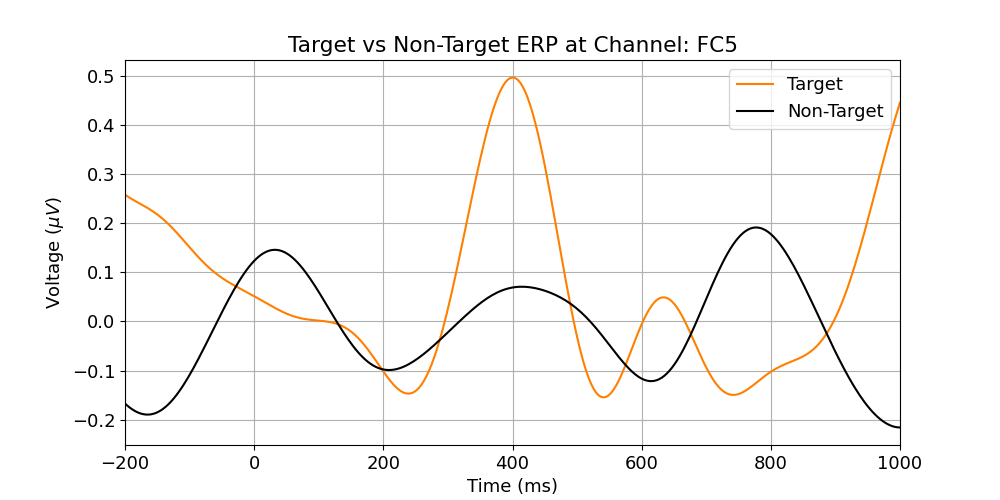 Target vs Non-Target ERP at Channel: FC5
Target
Non-Target
Voltage (μV)
0.5
0.4
0.3
0.2
0.1
0.0
−0.1
−0.2
−200 0 200 400 600 800 1000
Time (ms)